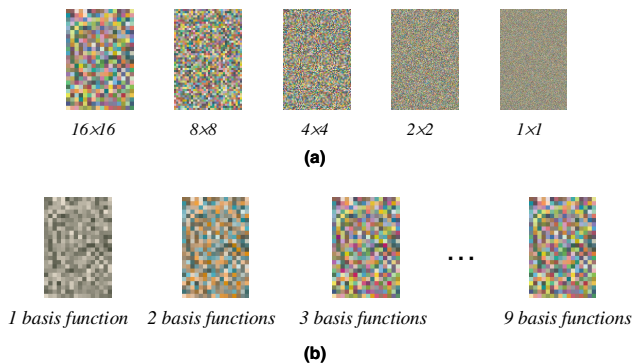 16×16 8×8 4×4 2×2 1×1
(a)
...
1 basis function 2 basis functions 3 basis functions 9 basis functions
(b)